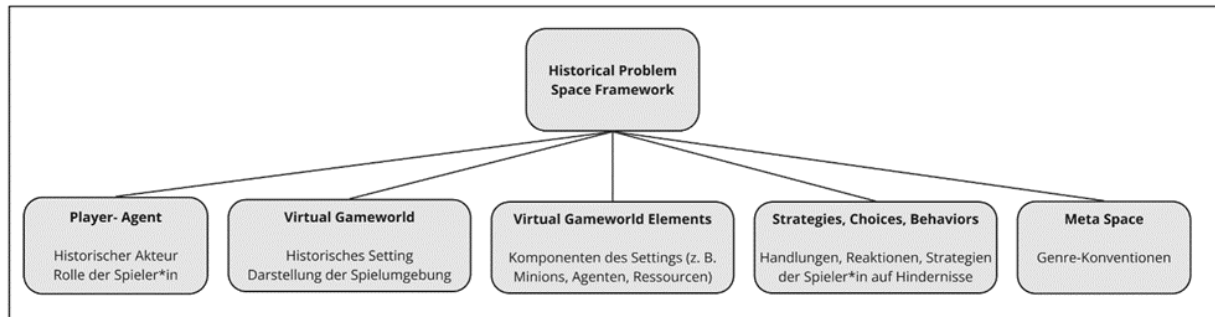 Historical Problem
Space Framework
Player- Agent
Historischer Akteur
Rolle der Spieler*in
Virtual Gameworld
Historisches Setting
Darstellung der Spielumgebung
Virtual Gameworld Elements
Komponenten des Settings (z. B.
Minions, Agenten, Ressourcen)
Strategies, Choices, Behaviors
Handlungen, Reaktionen, Strategien
der Spieler*in auf Hindernisse
Meta Space
Genre-Konventionen